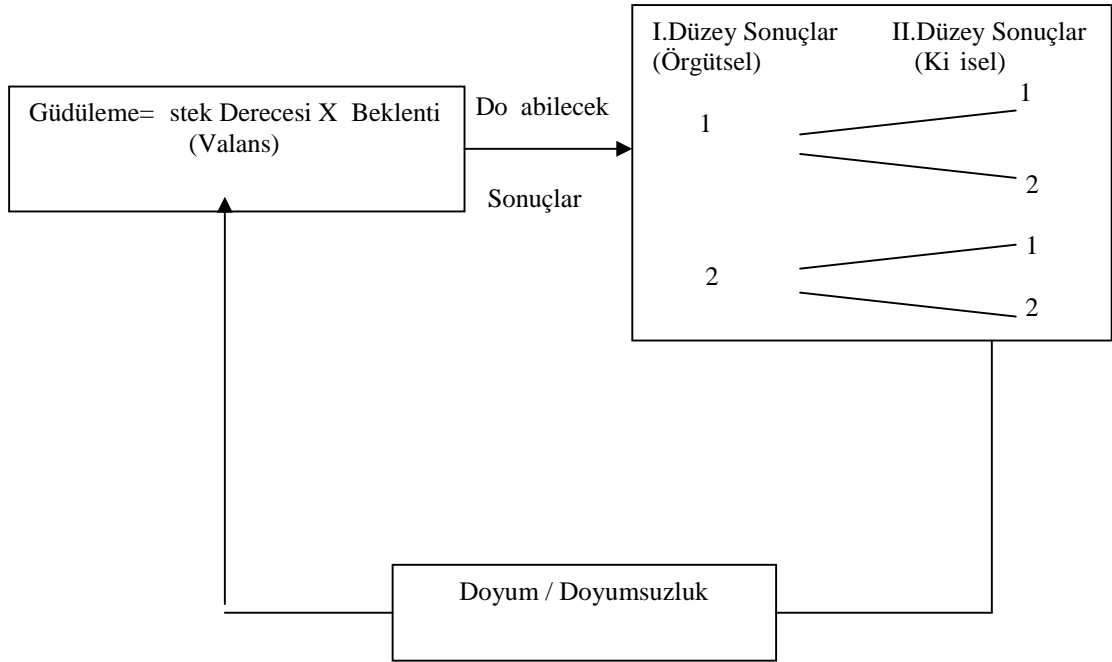 Güdüleme= stek Derecesi X Beklenti
(Valans)
Do abilecek
Sonuçlar
I.Düzey Sonuçlar II.Düzey Sonuçlar
(Örgütsel) (Ki isel)
1 1
2
2 1
2
Doyum / Doyumsuzluk